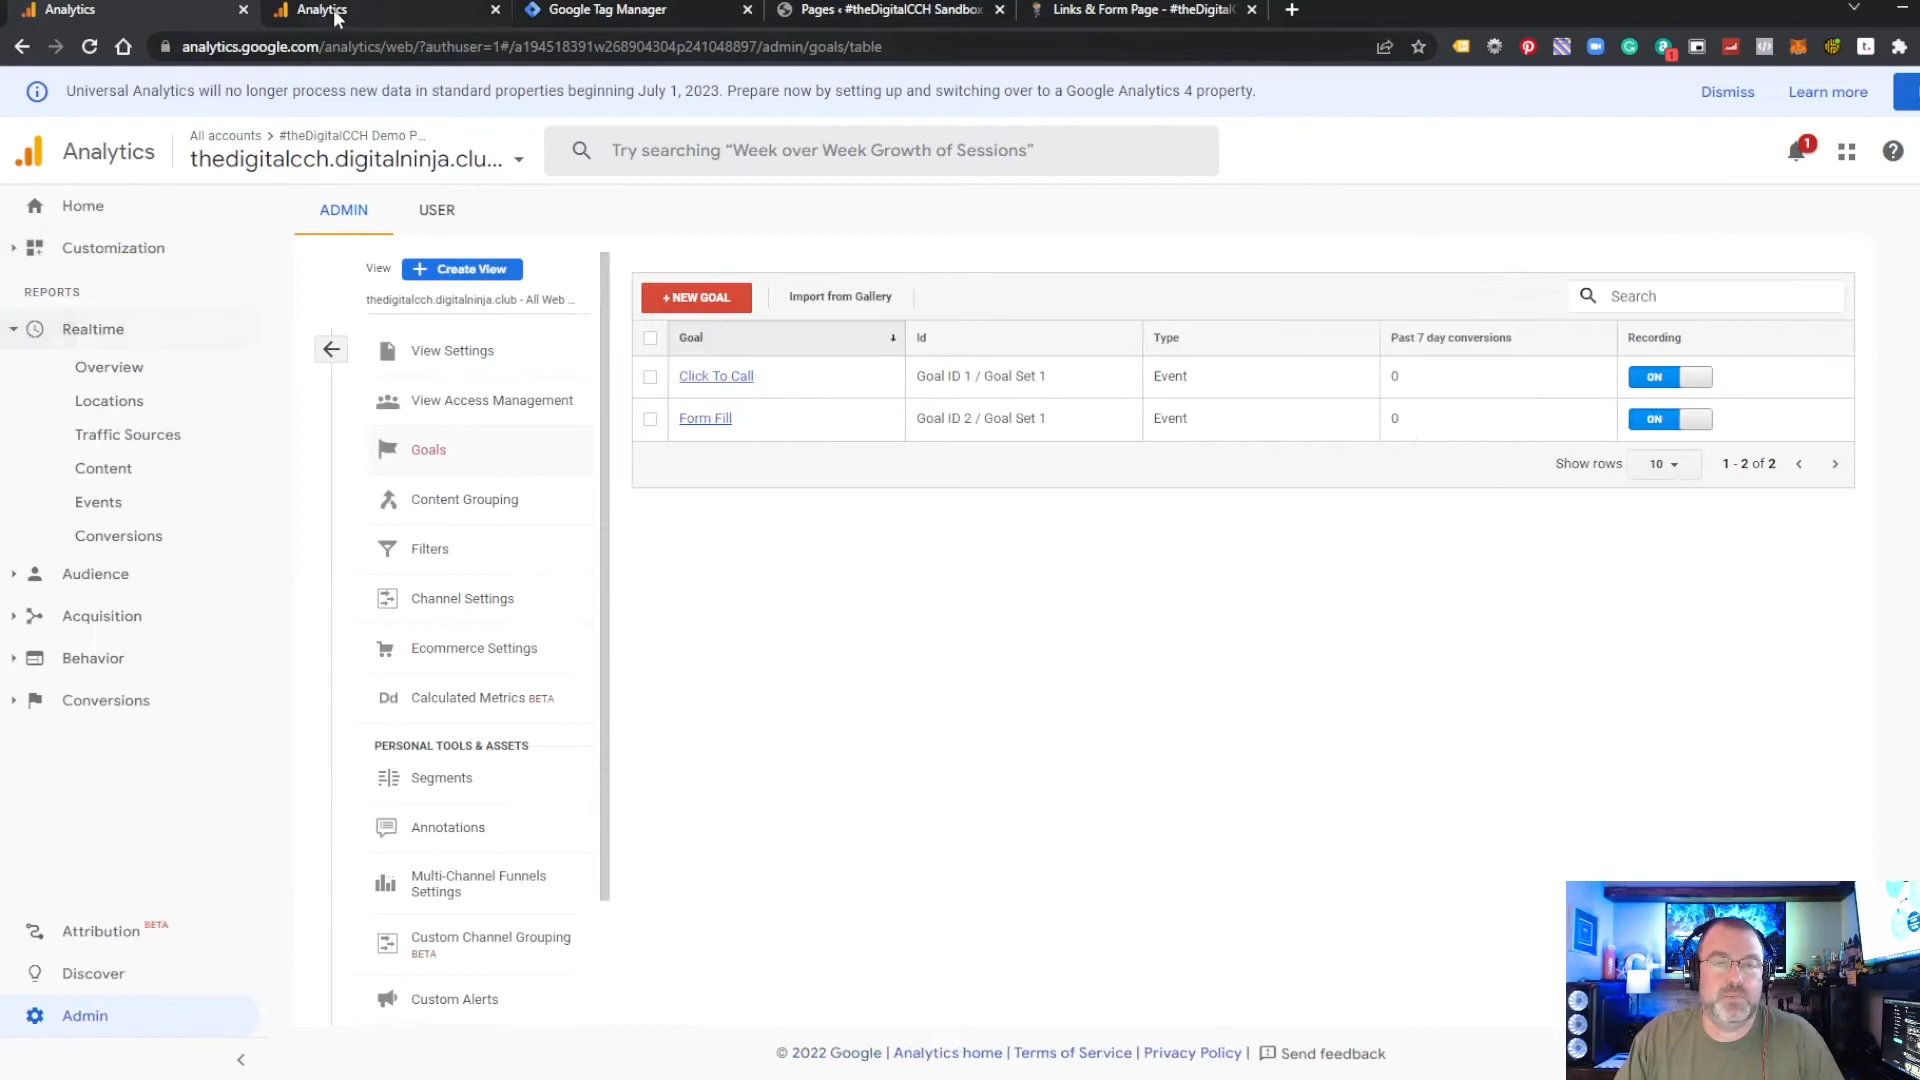 Analytics
Analytics
Google Tag Manager
Pages ‹ #theDigitalCCH Sandbox
Links & Form Page - #theDigital
analytics.google.com/analytics/web/?authuser=1#/a194518391w268904304p241048897/admin/goals/table
Universal Analytics will no longer process new data in standard properties beginning July 1, 2023. Prepare now by setting up and switching over to a Google Analytics 4 property.
Dismiss
Learn more
Analytics
All accounts > #theDigitalCCH Demo P...
thedigitalcch.digitalninja.clu...
Try searching “Week over Week Growth of Sessions”
1
Home
Customization
REPORTS
Realtime
Overview
Locations
Traffic Sources
Content
Events
Conversions
Audience
Acquisition
Behavior
Conversions
Attribution BETA
Discover
Admin
ADMIN
USER
View
+ Create View
thedigitalcch.digitalninja.club - All Web ...
View Settings
View Access Management
Goals
Content Grouping
Filters
Channel Settings
Ecommerce Settings
Dd Calculated Metrics BETA
PERSONAL TOOLS & ASSETS
Segments
Annotations
Multi-Channel Funnels
Settings
Custom Channel Grouping
BETA
Custom Alerts
+ NEW GOAL
Import from Gallery
Search
Goal Id Type Past 7 day conversions Recording
Click To Call Goal ID 1 / Goal Set 1 Event 0 ON
Form Fill Goal ID 2 / Goal Set 1 Event 0 ON
Show rows 10 1 - 2 of 2
© 2022 Google | Analytics home | Terms of Service | Privacy Policy | Send feedback